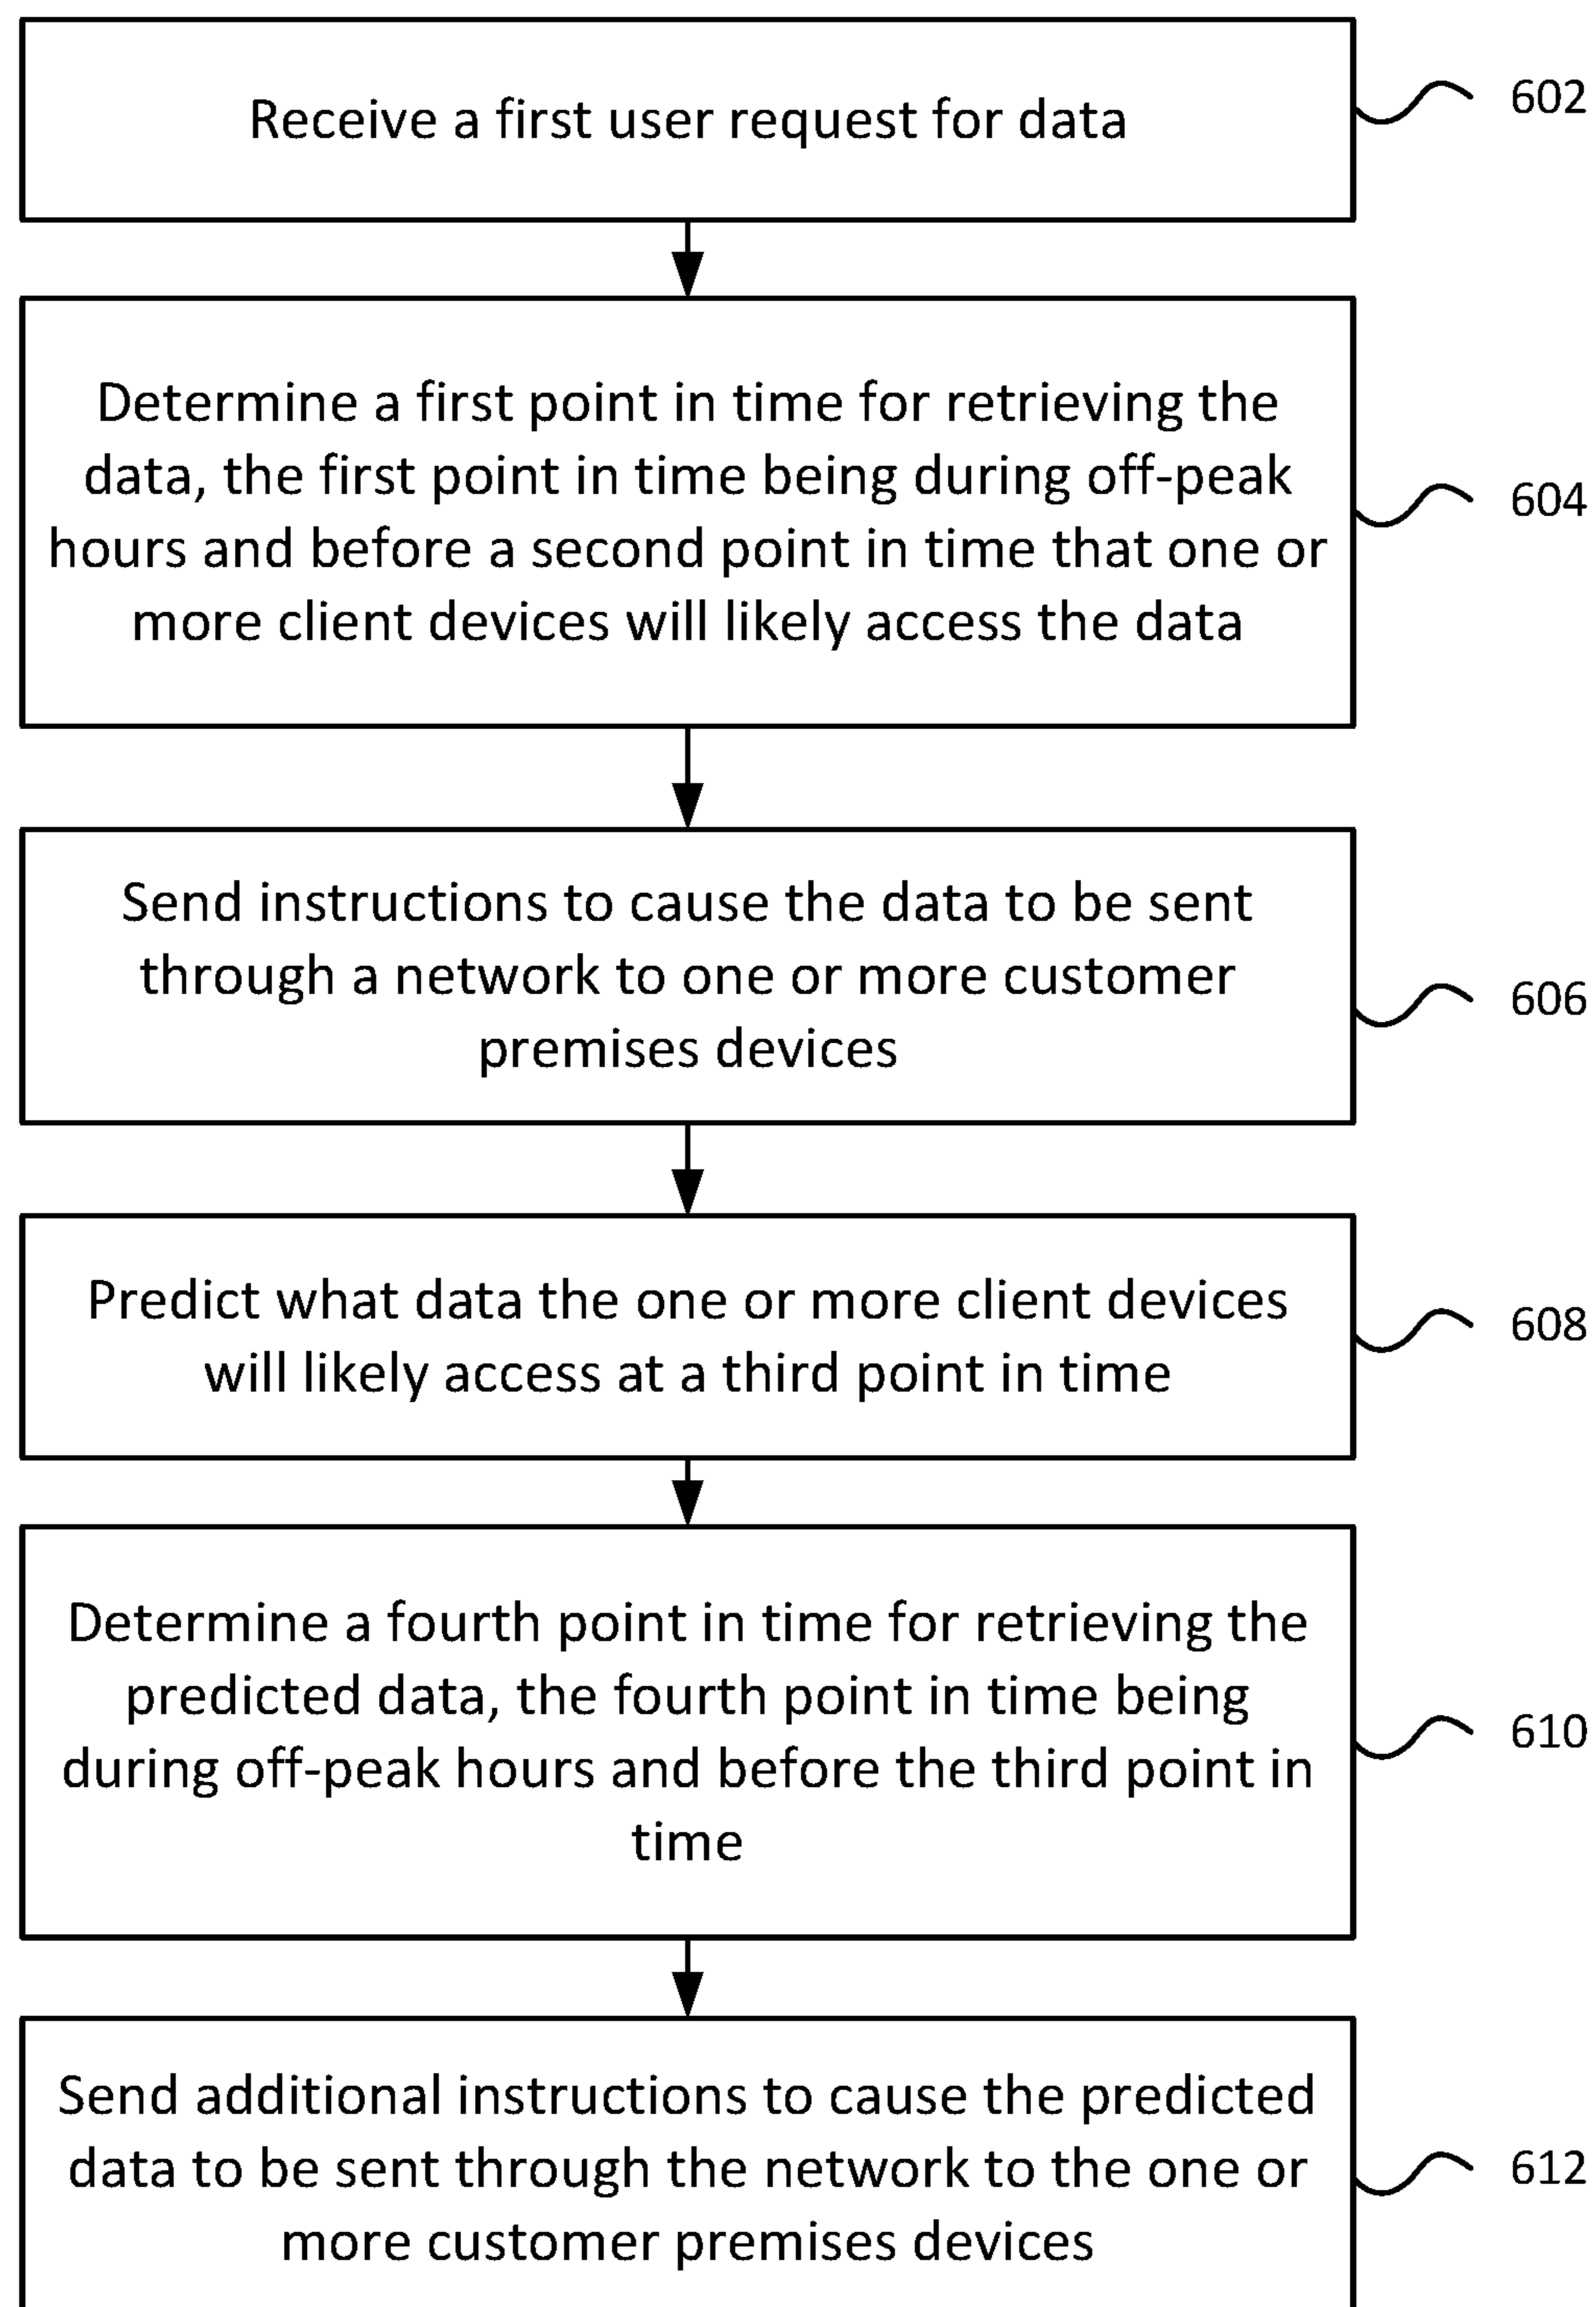 Receive a first user request for data
602
Determine a first point in time for retrieving the
data, the first point in time being during off-peak
hours and before a second point in time that one or
more client devices will likely access the data
604
Send instructions to cause the data to be sent
through a network to one or more customer
premises devices
606
Predict what data the one or more client devices
will likely access at a third point in time
608
Determine a fourth point in time for retrieving the
predicted data, the fourth point in time being
during off-peak hours and before the third point in
time
610
Send additional instructions to cause the predicted
data to be sent through the network to the one or
more customer premises devices
612